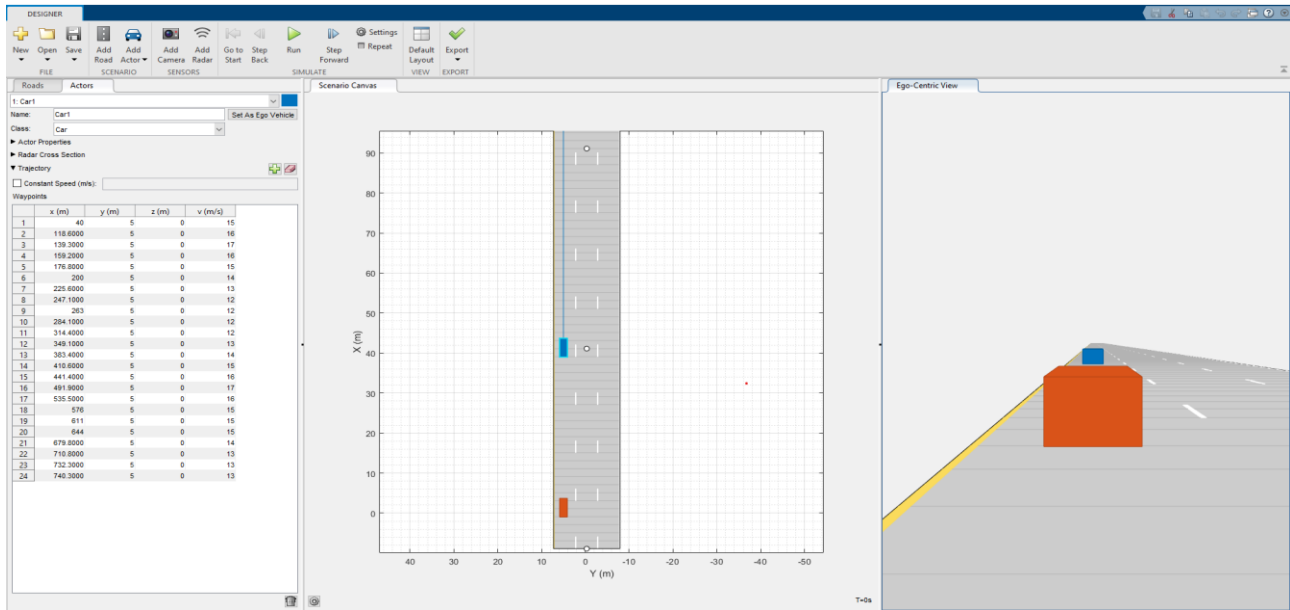 DESIGNER
New Open Save Add Road Add Actor Add Camera Add Radar Go to Start Step Back Run Step Forward Settings Repeat Default Layout Export
FILE SCENARIO SENSORS SIMULATE VIEW EXPORT
Roads Actors
1: Car1
Name: Car1 Set As Ego Vehicle
Class: Car
Actor Properties
Radar Cross Section
Trajectory
Constant Speed (m/s):
Waypoints
x (m) y (m) z (m) v (m/s)
1 40 5 0 15
2 118.6000 5 0 16
3 139.3000 5 0 17
4 159.2000 5 0 16
5 176.8000 5 0 15
6 200 5 0 14
7 225.6000 5 0 13
8 247.1000 5 0 12
9 263 5 0 12
10 284.1000 5 0 12
11 314.4000 5 0 12
12 349.1000 5 0 13
13 383.4000 5 0 14
14 410.6000 5 0 15
15 441.4000 5 0 16
16 491.9000 5 0 17
17 535.5000 5 0 16
18 576 5 0 15
19 611 5 0 15
20 644 5 0 15
21 679.8000 5 0 14
22 710.8000 5 0 13
23 732.3000 5 0 13
24 740.3000 5 0 13
Scenario Canvas
90
80
70
60
50
40
30
20
10
0
X (m)
40 30 20 10 0 -10 -20 -30 -40 -50
Y (m)
T=0s
Ego-Centric View